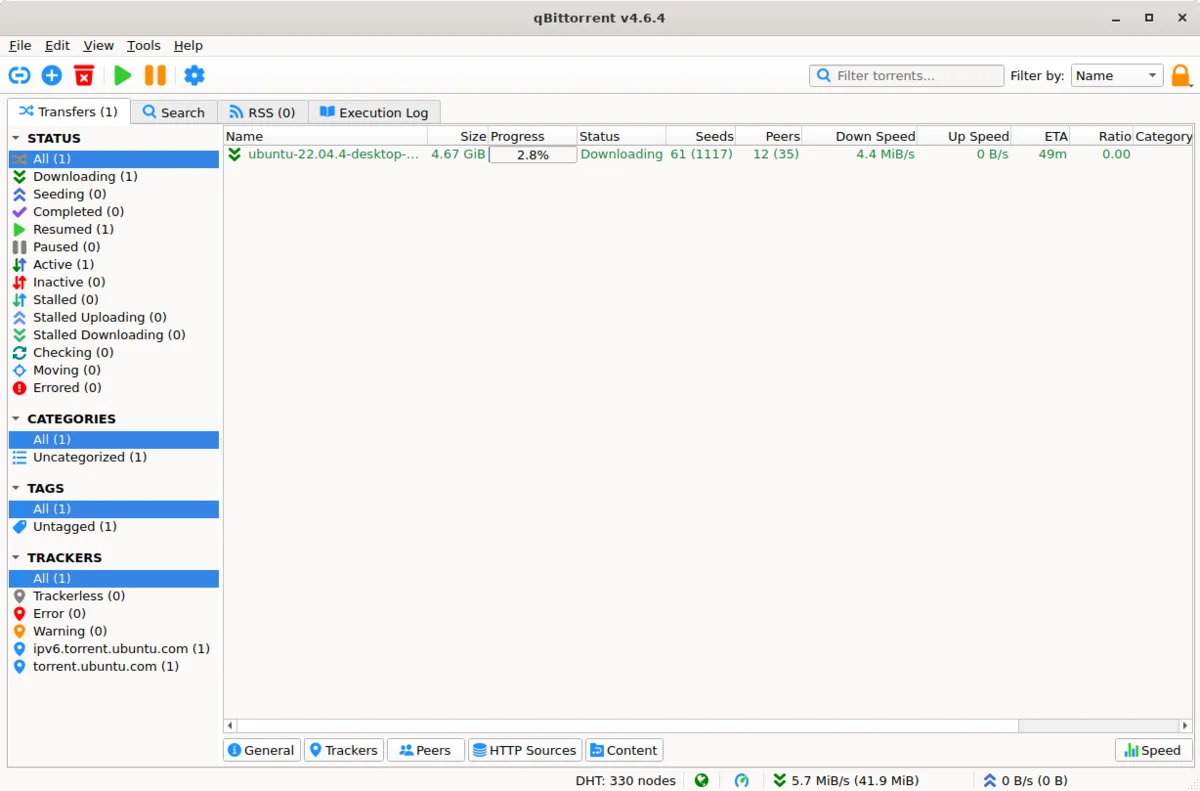 qBittorrent v4.6.4
File Edit View Tools Help
Filter torrents... Filter by: Name
Transfers (1) Search RSS (0) Execution Log
STATUS
All (1)
Downloading (1)
Seeding (0)
Completed (0)
Resumed (1)
Paused (0)
Active (1)
Inactive (0)
Stalled (0)
Stalled Uploading (0)
Stalled Downloading (0)
Checking (0)
Moving (0)
Errored (0)
CATEGORIES
All (1)
Uncategorized (1)
TAGS
All (1)
Untagged (1)
TRACKERS
All (1)
Trackerless (0)
Error (0)
Warning (0)
ipv6.torrent.ubuntu.com (1)
torrent.ubuntu.com (1)
Name Size Progress Status Seeds Peers Down Speed Up Speed ETA Ratio Category
ubuntu-22.04.4-desktop-... 4.67 GiB 2.8% Downloading 61 (1117) 12 (35) 4.4 MiB/s 0 B/s 49m 0.00
General Trackers Peers HTTP Sources Content Speed
DHT: 330 nodes 5.7 MiB/s (41.9 MiB) 0 B/s (0 B)